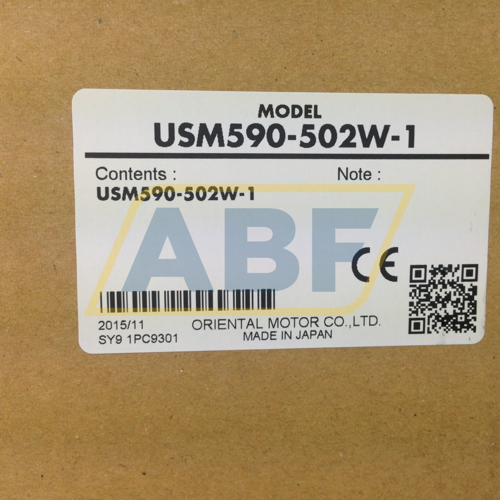 MODEL
USM590-502W-1
Contents : Note :
USM590-502W-1
ABF
CE
2015/11 ORIENTAL MOTOR CO.,LTD.
SY9 1PC9301 MADE IN JAPAN